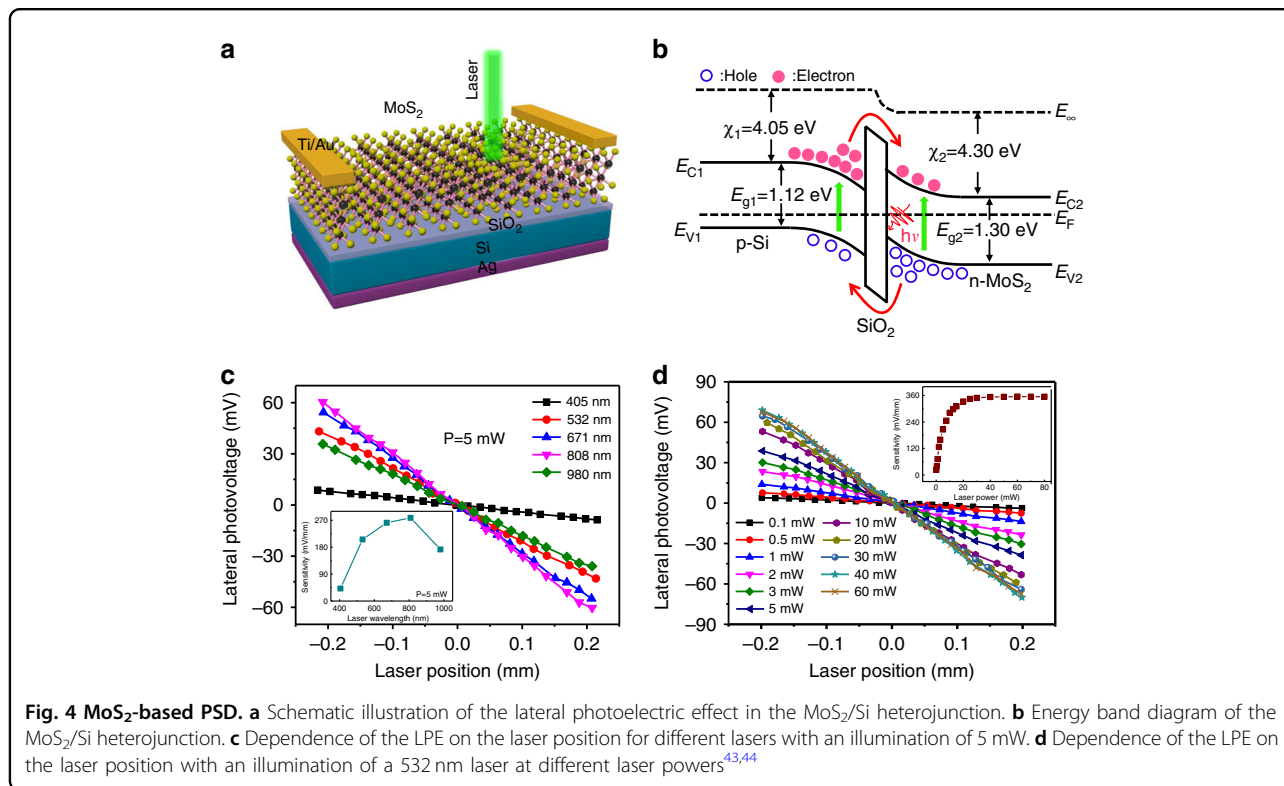 a
Laser
MoS₂
Ti/Au
SiO₂
Si
Ag
b
:Hole :Electron
χ₁=4.05 eV
E∞
χ₂=4.30 eV
E_C1
E_g1=1.12 eV
E_C2
E_F
hν
E_g2=1.30 eV
E_V1
p-Si
n-MoS₂
E_V2
SiO₂
c
Lateral photovoltage (mV)
60
30
0
−30
−60
405 nm
532 nm
671 nm
808 nm
980 nm
P=5 mW
Sensitivity (mV/mm)
270
180
90
0
400 600 800 1000
Laser wavelength (nm)
P=5 mW
−0.2 −0.1 0.0 0.1 0.2
Laser position (mm)
d
Lateral photovoltage (mV)
90
60
30
0
−30
−60
−90
Sensitivity (mV/mm)
360
240
120
0
0 20 40 60 80
Laser power (mW)
0.1 mW 10 mW
0.5 mW 20 mW
1 mW 30 mW
2 mW 40 mW
3 mW 60 mW
5 mW
−0.2 −0.1 0.0 0.1 0.2
Laser position (mm)
Fig. 4 MoS₂-based PSD. a Schematic illustration of the lateral photoelectric effect in the MoS₂/Si heterojunction. b Energy band diagram of the
MoS₂/Si heterojunction. c Dependence of the LPE on the laser position for different lasers with an illumination of 5 mW. d Dependence of the LPE on
the laser position with an illumination of a 532 nm laser at different laser powers⁴³,⁴⁴